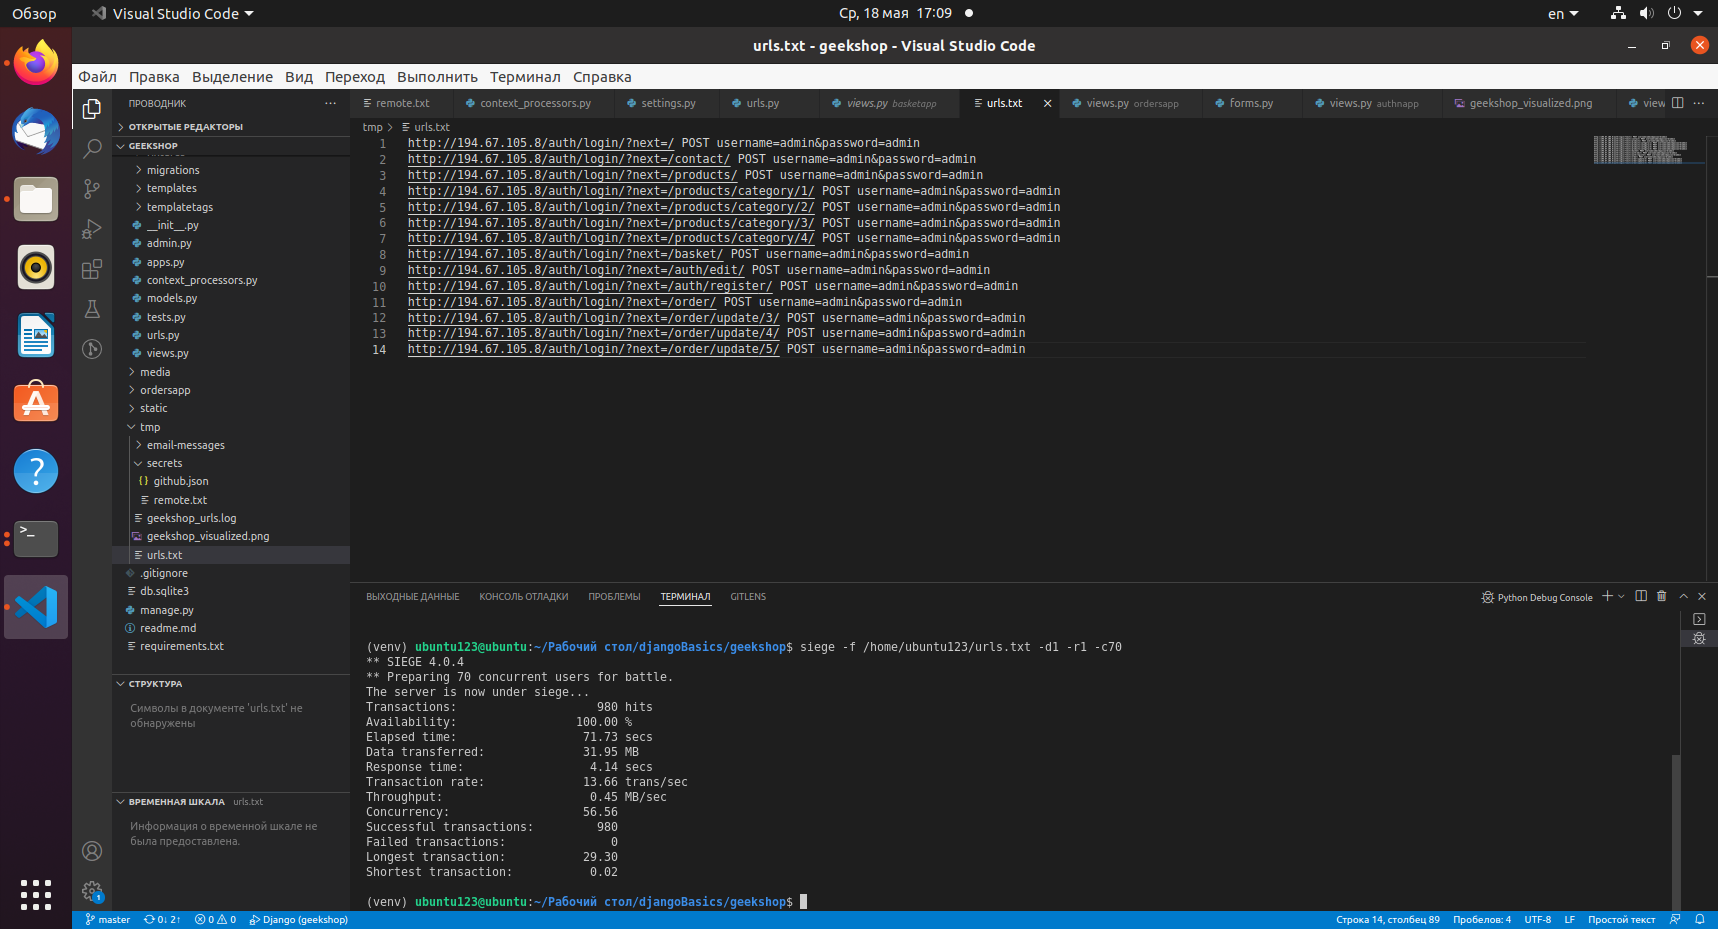 Обзор
Visual Studio Code
Ср, 18 мая 17:09
en
urls.txt - geekshop - Visual Studio Code
Файл Правка Выделение Вид Переход Выполнить Терминал Справка
ПРОВОДНИК
ОТКРЫТЫЕ РЕДАКТОРЫ
GEEKSHOP
migrations
templates
templatetags
__init__.py
admin.py
apps.py
context_processors.py
models.py
tests.py
urls.py
views.py
media
ordersapp
static
tmp
email-messages
secrets
github.json
remote.txt
geekshop_urls.log
geekshop_visualized.png
urls.txt
.gitignore
db.sqlite3
manage.py
readme.md
requirements.txt
СТРУКТУРА
Символы в документе 'urls.txt' не
обнаружены
ВРЕМЕННАЯ ШКАЛА urls.txt
Информация о временной шкале не
была предоставлена.
remote.txt context_processors.py settings.py urls.py views.py basketapp urls.txt views.py ordersapp forms.py views.py authnapp geekshop_visualized.png view
tmp > urls.txt
1 http://194.67.105.8/auth/login/?next=/ POST username=admin&password=admin
2 http://194.67.105.8/auth/login/?next=/contact/ POST username=admin&password=admin
3 http://194.67.105.8/auth/login/?next=/products/ POST username=admin&password=admin
4 http://194.67.105.8/auth/login/?next=/products/category/1/ POST username=admin&password=admin
5 http://194.67.105.8/auth/login/?next=/products/category/2/ POST username=admin&password=admin
6 http://194.67.105.8/auth/login/?next=/products/category/3/ POST username=admin&password=admin
7 http://194.67.105.8/auth/login/?next=/products/category/4/ POST username=admin&password=admin
8 http://194.67.105.8/auth/login/?next=/basket/ POST username=admin&password=admin
9 http://194.67.105.8/auth/login/?next=/auth/edit/ POST username=admin&password=admin
10 http://194.67.105.8/auth/login/?next=/auth/register/ POST username=admin&password=admin
11 http://194.67.105.8/auth/login/?next=/order/ POST username=admin&password=admin
12 http://194.67.105.8/auth/login/?next=/order/update/3/ POST username=admin&password=admin
13 http://194.67.105.8/auth/login/?next=/order/update/4/ POST username=admin&password=admin
14 http://194.67.105.8/auth/login/?next=/order/update/5/ POST username=admin&password=admin
ВЫХОДНЫЕ ДАННЫЕ КОНСОЛЬ ОТЛАДКИ ПРОБЛЕМЫ ТЕРМИНАЛ GITLENS
Python Debug Console
(venv) ubuntu123@ubuntu:~/Рабочий стол/djangoBasics/geekshop$ siege -f /home/ubuntu123/urls.txt -d1 -r1 -c70
** SIEGE 4.0.4
** Preparing 70 concurrent users for battle.
The server is now under siege...
Transactions: 980 hits
Availability: 100.00 %
Elapsed time: 71.73 secs
Data transferred: 31.95 MB
Response time: 4.14 secs
Transaction rate: 13.66 trans/sec
Throughput: 0.45 MB/sec
Concurrency: 56.56
Successful transactions: 980
Failed transactions: 0
Longest transaction: 29.30
Shortest transaction: 0.02
(venv) ubuntu123@ubuntu:~/Рабочий стол/djangoBasics/geekshop$
1
master 0↓ 2↑ 0 0 Django (geekshop)
Строка 14, столбец 89 Пробелов: 4 UTF-8 LF Простой текст